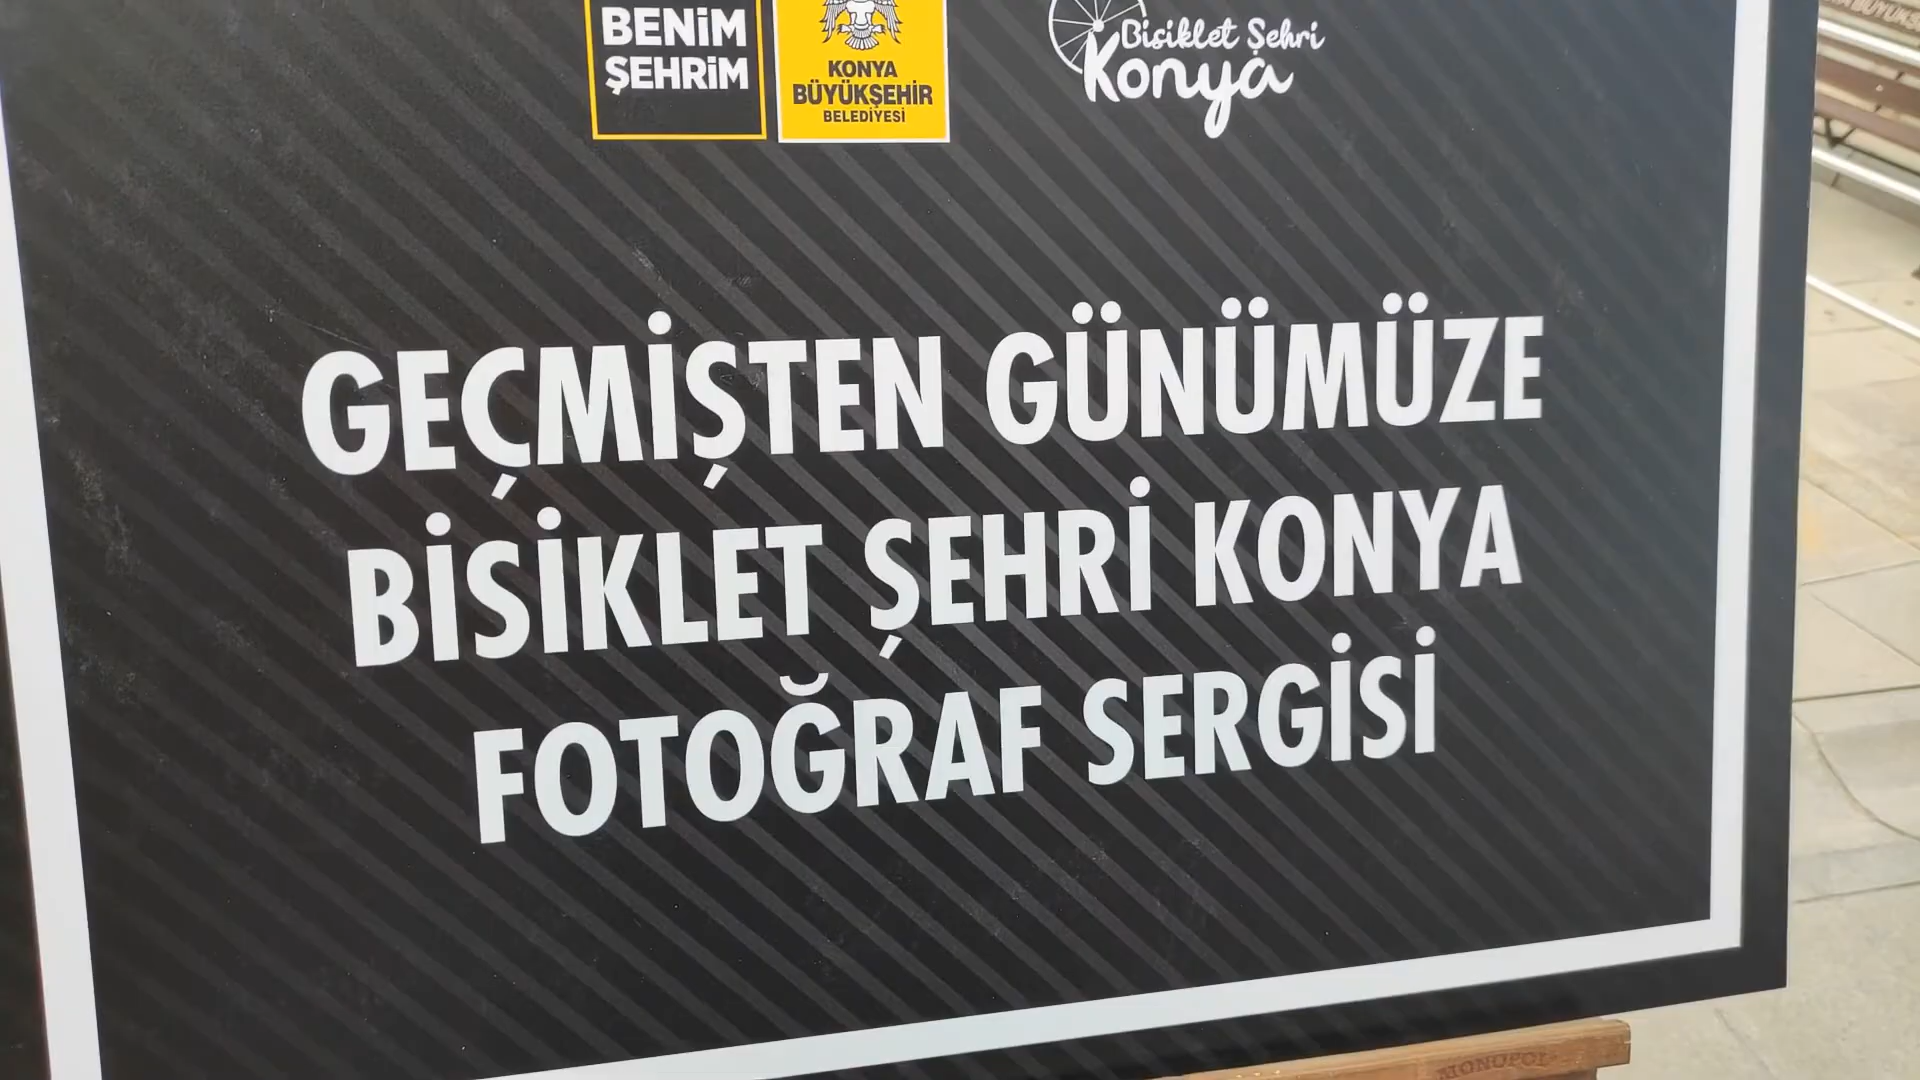 BENİM
ŞEHRİM
KONYA
BÜYÜKŞEHİR
BELEDİYESİ
Bisiklet Şehri
Konya
GEÇMİŞTEN GÜNÜMÜZE
BİSİKLET ŞEHRİ KONYA
FOTOĞRAF SERGİSİ
MONOPOL